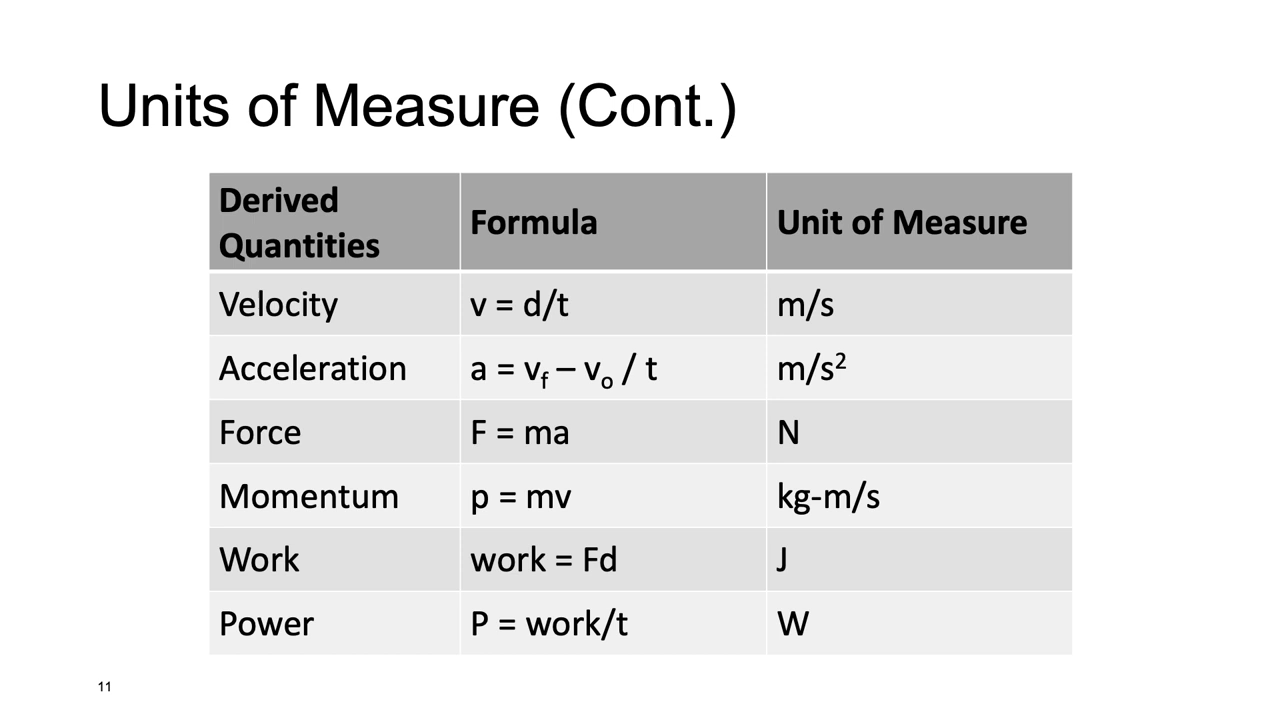 Units of Measure (Cont.)
Derived
Quantities
Formula
Unit of Measure
Velocity
v = d/t
m/s
Acceleration
a = v_f – v_o / t
m/s²
Force
F = ma
N
Momentum
p = mv
kg-m/s
Work
work = Fd
J
Power
P = work/t
W
11